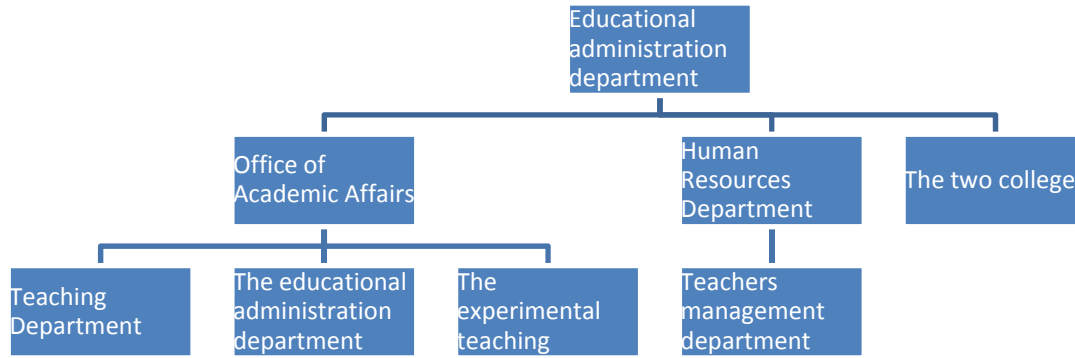 Educational
administration
department
Office of
Academic Affairs
Human
Resources
Department
The two college
Teaching
Department
The educational
administration
department
The
experimental
teaching
Teachers
management
department